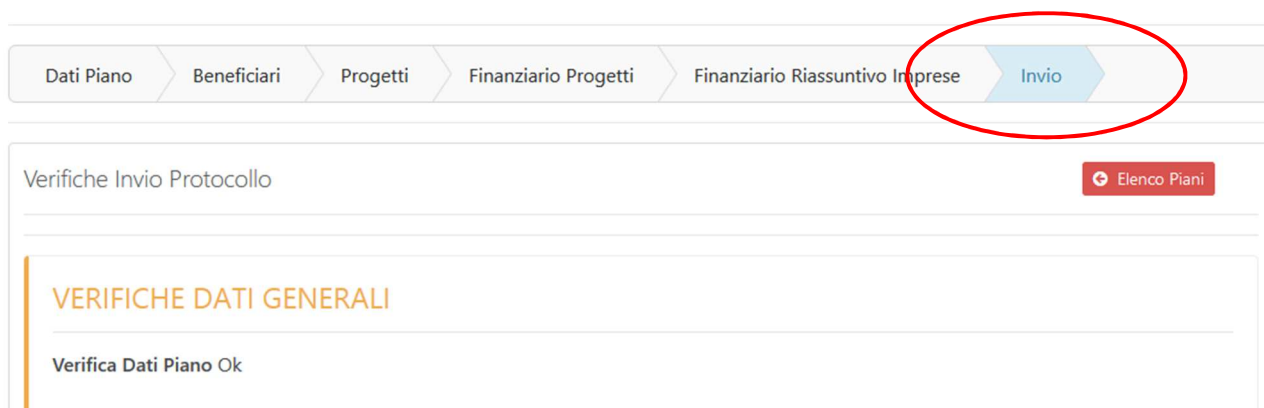 Dati Piano Beneficiari Progetti Finanziario Progetti Finanziario Riassuntivo Imprese Invio
Verifiche Invio Protocollo Elenco Piani
VERIFICHE DATI GENERALI
Verifica Dati Piano Ok